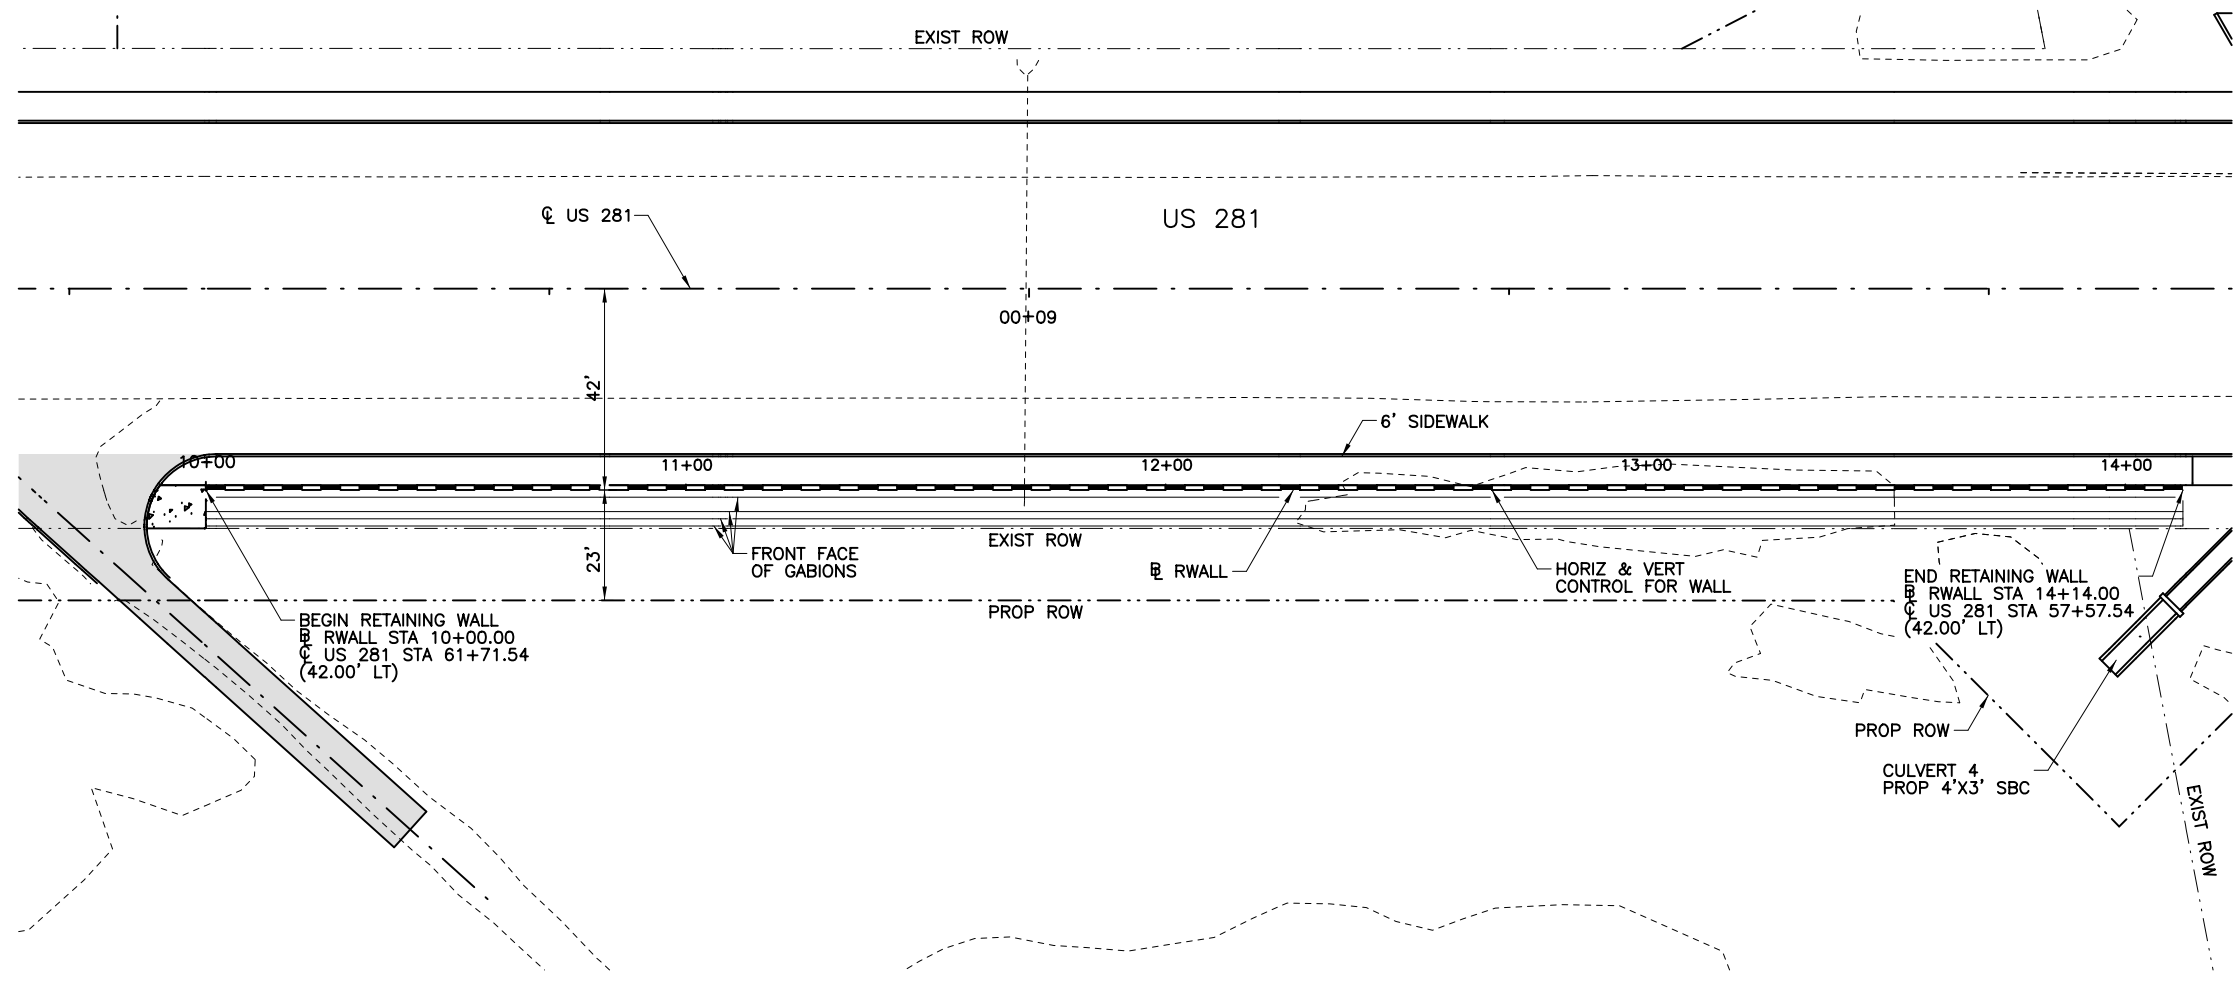 EXIST ROW
℄ US 281
US 281
60+00
42'
6' SIDEWALK
10+00
11+00
12+00
13+00
14+00
23'
EXIST ROW
FRONT FACE
OF GABIONS
BL RWALL
HORIZ & VERT
CONTROL FOR WALL
END RETAINING WALL
BL RWALL STA 14+14.00
℄ US 281 STA 57+57.54
(42.00' LT)
PROP ROW
BEGIN RETAINING WALL
BL RWALL STA 10+00.00
℄ US 281 STA 61+71.54
(42.00' LT)
PROP ROW
CULVERT 4
PROP 4'X3' SBC
EXIST ROW